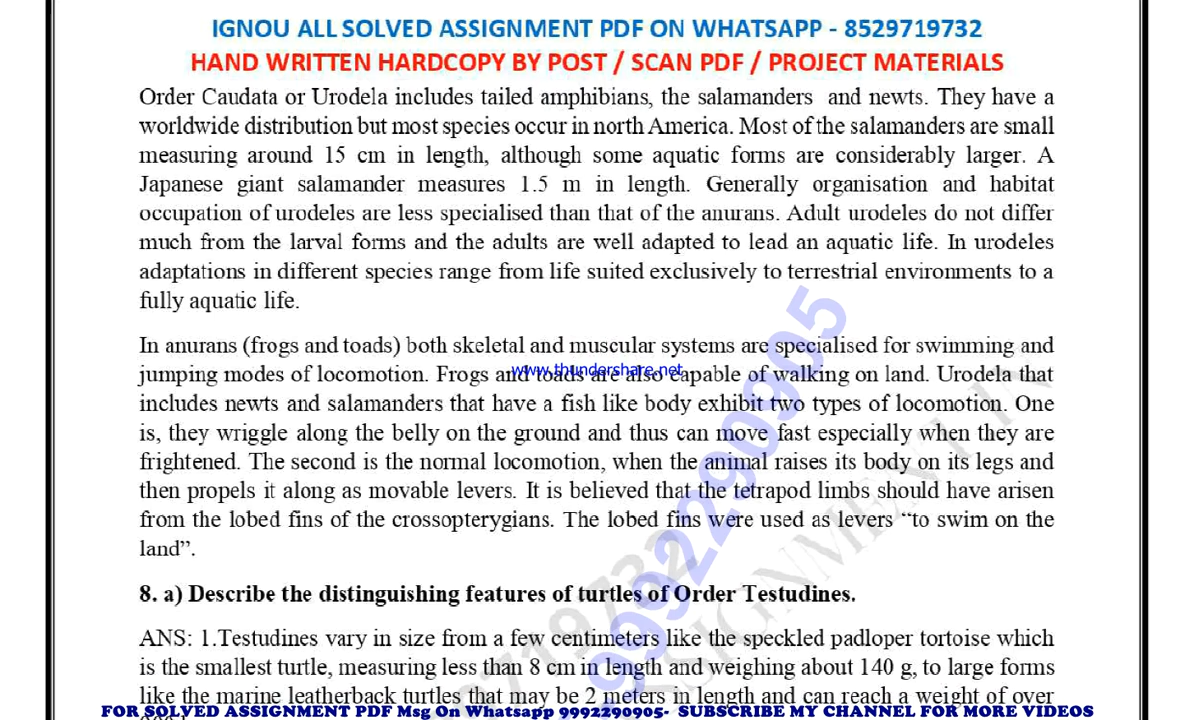 IGNOU ALL SOLVED ASSIGNMENT PDF ON WHATSAPP - 8529719732
HAND WRITTEN HARDCOPY BY POST / SCAN PDF / PROJECT MATERIALS
Order Caudata or Urodela includes tailed amphibians, the salamanders and newts. They have a
worldwide distribution but most species occur in north America. Most of the salamanders are small
measuring around 15 cm in length, although some aquatic forms are considerably larger. A
Japanese giant salamander measures 1.5 m in length. Generally organisation and habitat
occupation of urodeles are less specialised than that of the anurans. Adult urodeles do not differ
much from the larval forms and the adults are well adapted to lead an aquatic life. In urodeles
adaptations in different species range from life suited exclusively to terrestrial environments to a
fully aquatic life.
In anurans (frogs and toads) both skeletal and muscular systems are specialised for swimming and
jumping modes of locomotion. Frogs and toads are also capable of walking on land. Urodela that
www.thundershare.net
includes newts and salamanders that have a fish like body exhibit two types of locomotion. One
is, they wriggle along the belly on the ground and thus can move fast especially when they are
frightened. The second is the normal locomotion, when the animal raises its body on its legs and
then propels it along as movable levers. It is believed that the tetrapod limbs should have arisen
from the lobed fins of the crossopterygians. The lobed fins were used as levers “to swim on the
land”.
9992290905
8. a) Describe the distinguishing features of turtles of Order Testudines.
ANS: 1.Testudines vary in size from a few centimeters like the speckled padloper tortoise which
is the smallest turtle, measuring less than 8 cm in length and weighing about 140 g, to large forms
like the marine leatherback turtles that may be 2 meters in length and can reach a weight of over
FOR SOLVED ASSIGNMENT PDF Msg On Whatsapp 9992290905- SUBSCRIBE MY CHANNEL FOR MORE VIDEOS